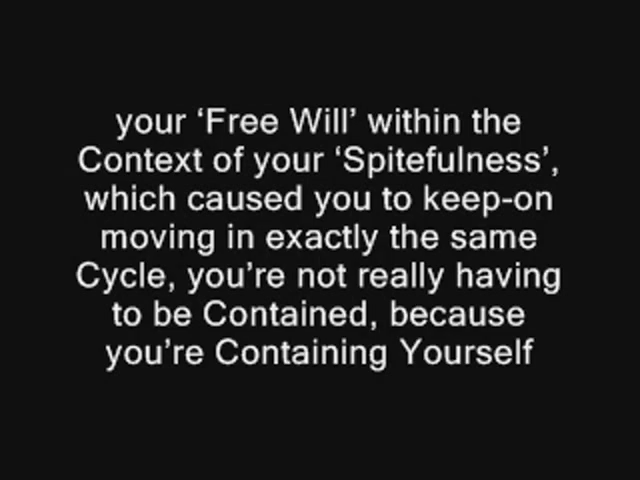 your ‘Free Will’ within the
Context of your ‘Spitefulness’,
which caused you to keep-on
moving in exactly the same
Cycle, you’re not really having
to be Contained, because
you’re Containing Yourself